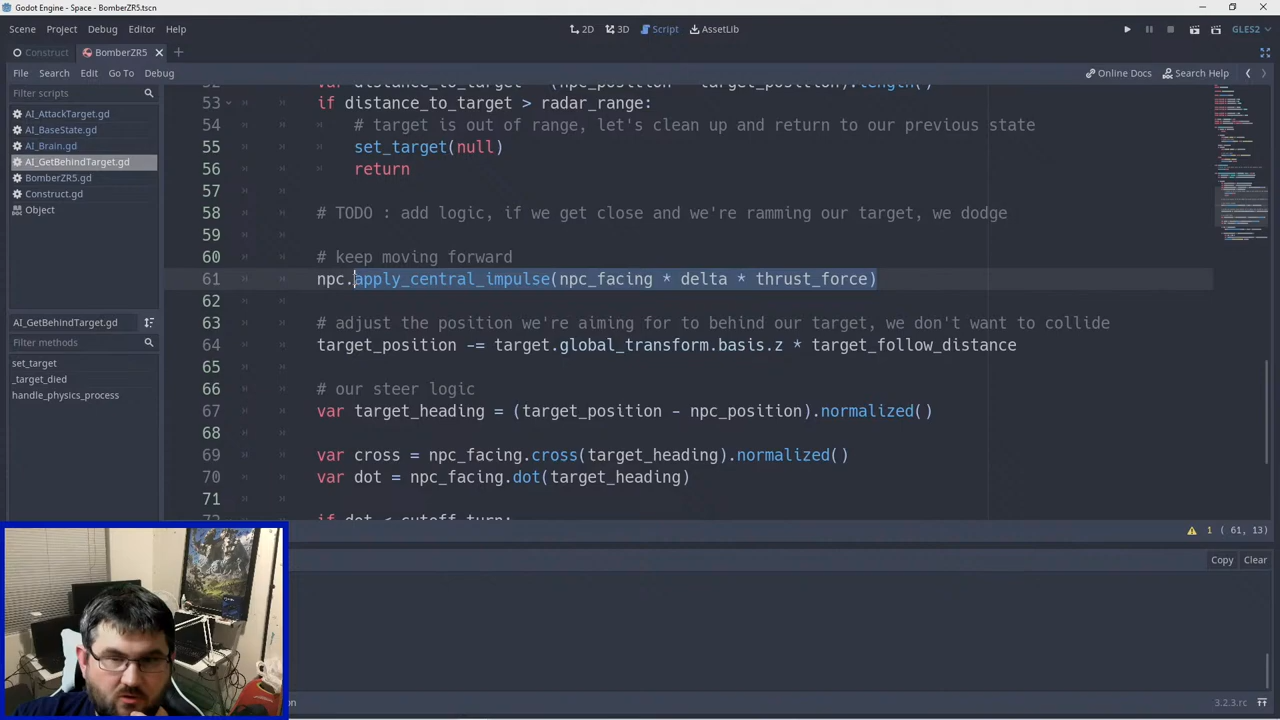 Godot Engine - Space - BomberZR5.tscn
Scene Project Debug Editor Help
2D 3D Script AssetLib
GLES2
Construct BomberZR5
File Search Edit Go To Debug
Online Docs Search Help
Filter scripts
AI_AttackTarget.gd
AI_BaseState.gd
AI_Brain.gd
AI_GetBehindTarget.gd
BomberZR5.gd
Construct.gd
Object
AI_GetBehindTarget.gd
Filter methods
set_target
_target_died
handle_physics_process
53 if distance_to_target > radar_range:
54 # target is out of range, let's clean up and return to our previous state
55 set_target(null)
56 return
57
58 # TODO : add logic, if we get close and we're ramming our target, we dodge
59
60 # keep moving forward
61 npc.apply_central_impulse(npc_facing * delta * thrust_force)
62
63 # adjust the position we're aiming for to behind our target, we don't want to collide
64 target_position -= target.global_transform.basis.z * target_follow_distance
65
66 # our steer logic
67 var target_heading = (target_position - npc_position).normalized()
68
69 var cross = npc_facing.cross(target_heading).normalized()
70 var dot = npc_facing.dot(target_heading)
71
1 ( 61, 13)
Copy Clear
3.2.3.rc